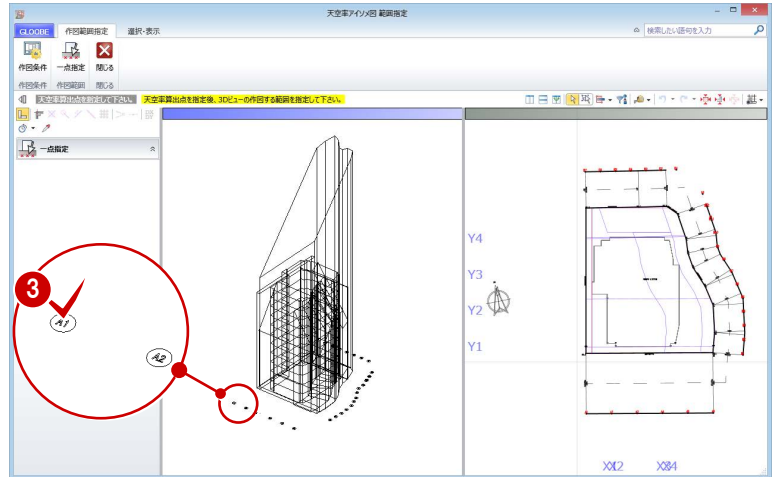 天空率アイソメ図 範囲指定
GLOOBE 作図範囲指定 選択・表示
検索したい語句を入力
作図条件 一点指定 閉じる
作図条件 作図範囲 閉じる
天空率算出点を指定して下さい。 天空率算出点を指定後、3Dビューの作図する範囲を指定して下さい。
一点指定
3
A1
A2
Y4
Y3
Y2
Y1